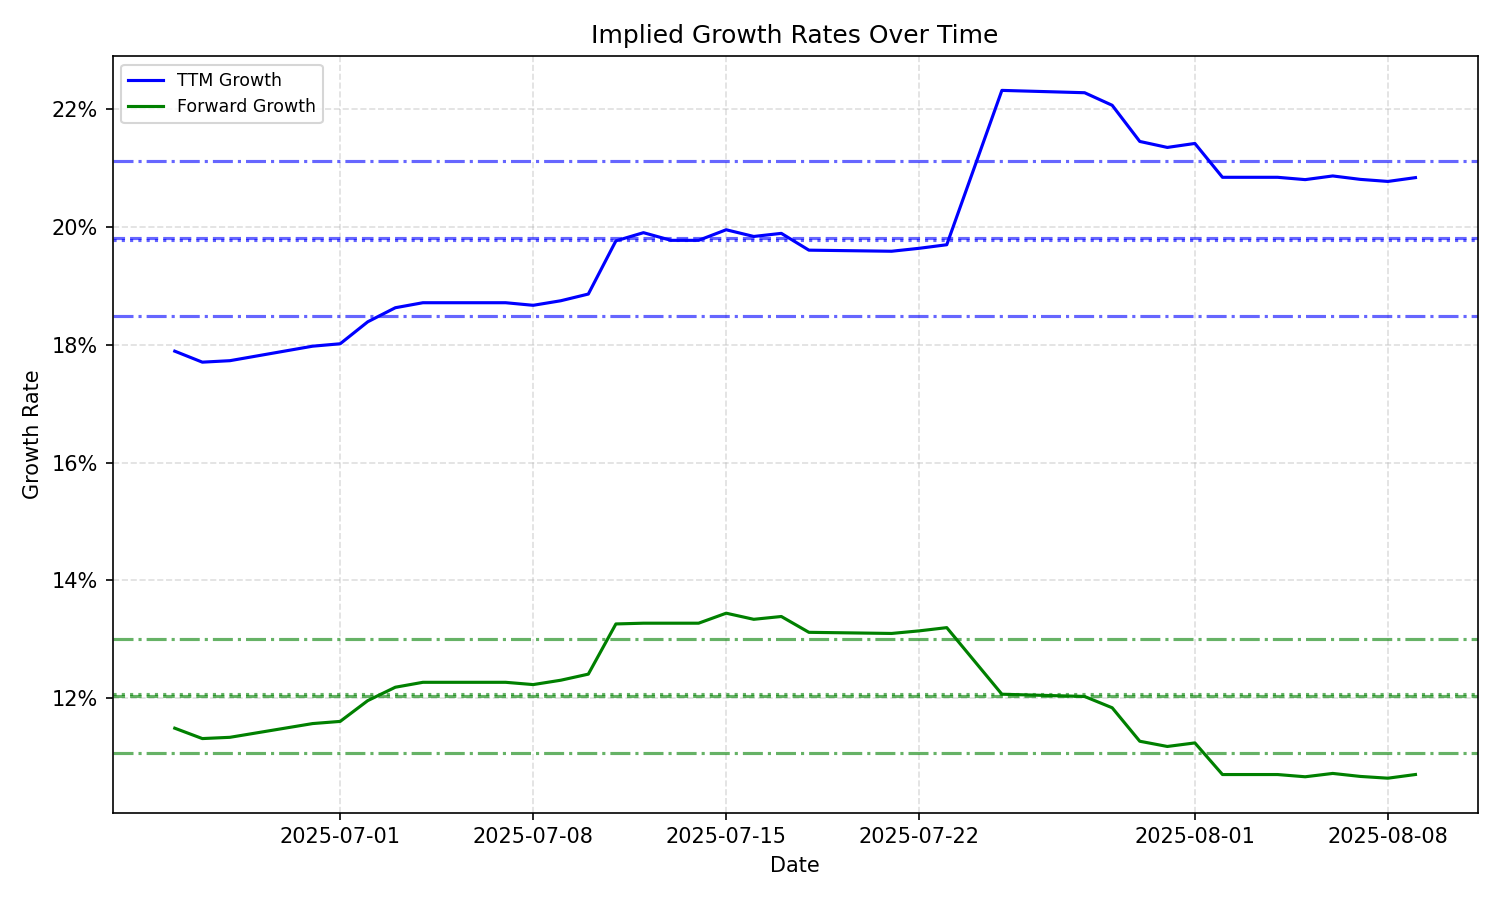 Implied Growth Rates Over Time
TTM Growth
Forward Growth
22%
20%
18%
16%
14%
12%
Growth Rate
2025-07-01
2025-07-08
2025-07-15
2025-07-22
2025-08-01
2025-08-08
Date